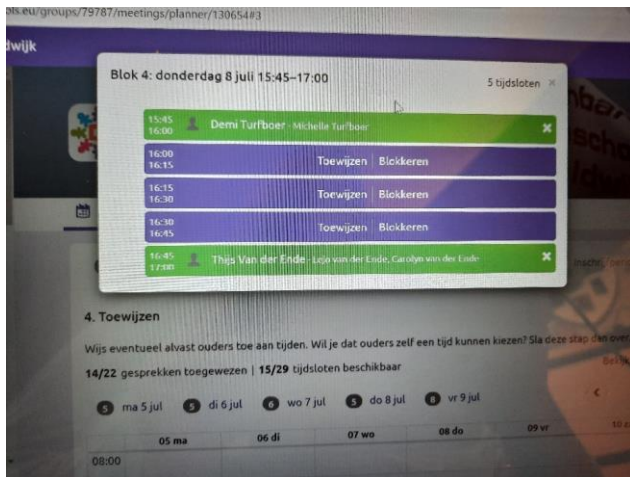 ols.eu/groups/79787/meetings/planner/130654#3
dwijk
Blok 4: donderdag 8 juli 15:45–17:00
5 tijdsloten ×
15:45 Demi Turfboer - Michelle Turfboer
16:00
16:00 Toewijzen | Blokkeren
16:15
16:15 Toewijzen | Blokkeren
16:30
16:30 Toewijzen | Blokkeren
16:45
16:45 Thijs Van der Ende - Leja van der Ende, Carolyn van der Ende
17:00
4. Toewijzen
Wijs eventueel alvast ouders toe aan tijden. Wil je dat ouders zelf een tijd kunnen kiezen? Sla deze stap dan over
14/22 gesprekken toegewezen | 15/29 tijdsloten beschikbaar
5 ma 5 jul 5 di 6 jul 6 wo 7 jul 5 do 8 jul 8 vr 9 jul
05 ma 06 di 07 wo 08 do 09 vr
08:00